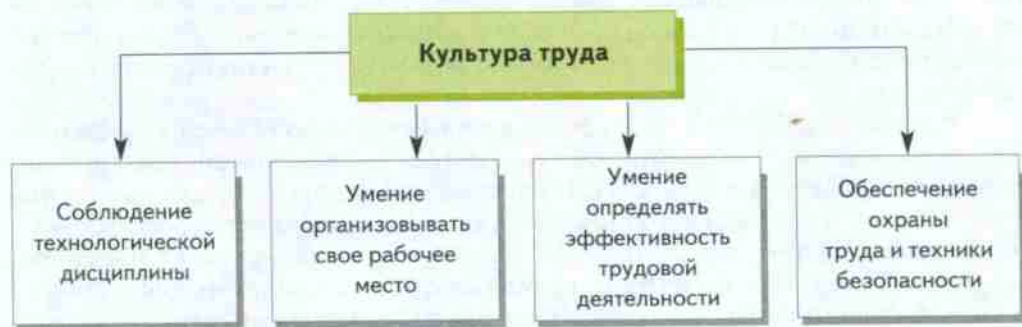 Культура труда
Соблюдение
технологической
дисциплины
Умение
организовывать
свое рабочее
место
Умение
определять
эффективность
трудовой
деятельности
Обеспечение
охраны
труда и техники
безопасности